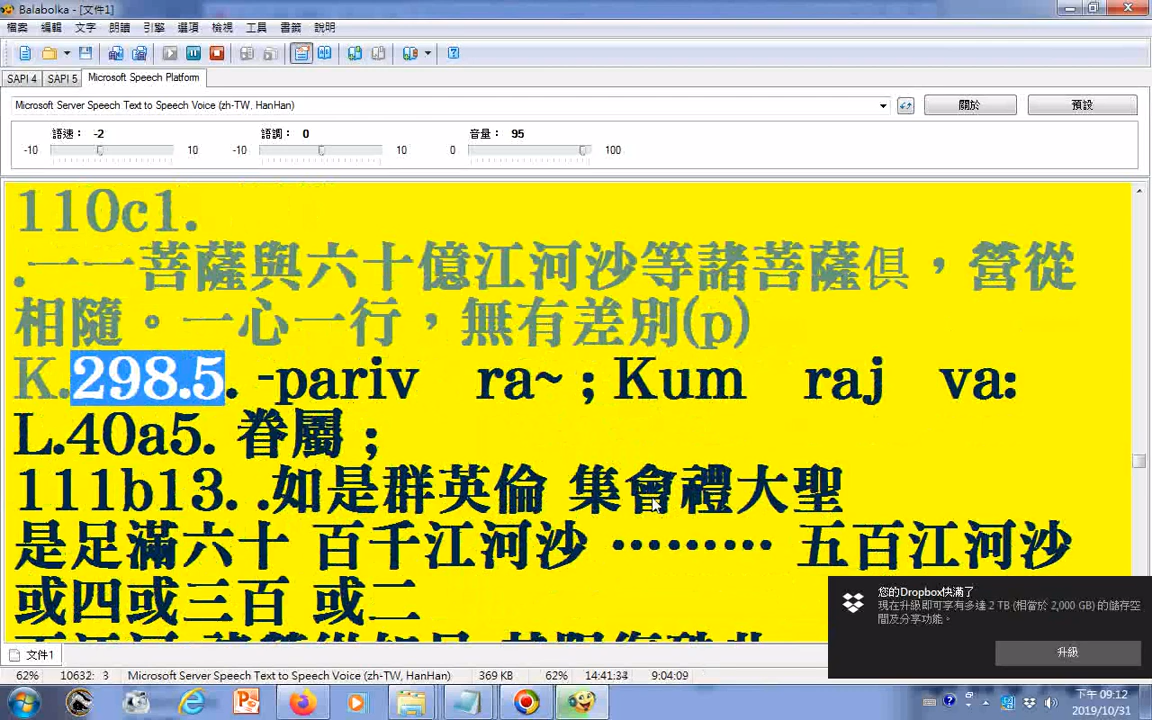 Balabolka - [文件1]
檔案 編輯 文字 朗讀 引擎 選項 檢視 工具 書籤 說明
SAPI 4 SAPI 5 Microsoft Speech Platform
Microsoft Server Speech Text to Speech Voice (zh-TW, HanHan)
關於
預設
語速： -2 語調： 0 音量： 95
-10 10 -10 10 0 100
110c1.
.一一菩薩與六十億江河沙等諸菩薩俱，營從
相隨。一心一行，無有差別(p)
K.298.5. -pariv ra~ ; Kum raj va:
L.40a5. 眷屬；
111b13. .如是群英倫 集會禮大聖
是足滿六十 百千江河沙 ……… 五百江河沙
或四或三百 或二
您的Dropbox快滿了
現在升級即可享有多達 2 TB (相當於 2,000 GB) 的儲存空
間及分享功能。
升級
文件1
62% 10632: 3 Microsoft Server Speech Text to Speech Voice (zh-TW, HanHan) 369 KB 62% 14:41:34 9:04:09
下午 09:12
2019/10/31